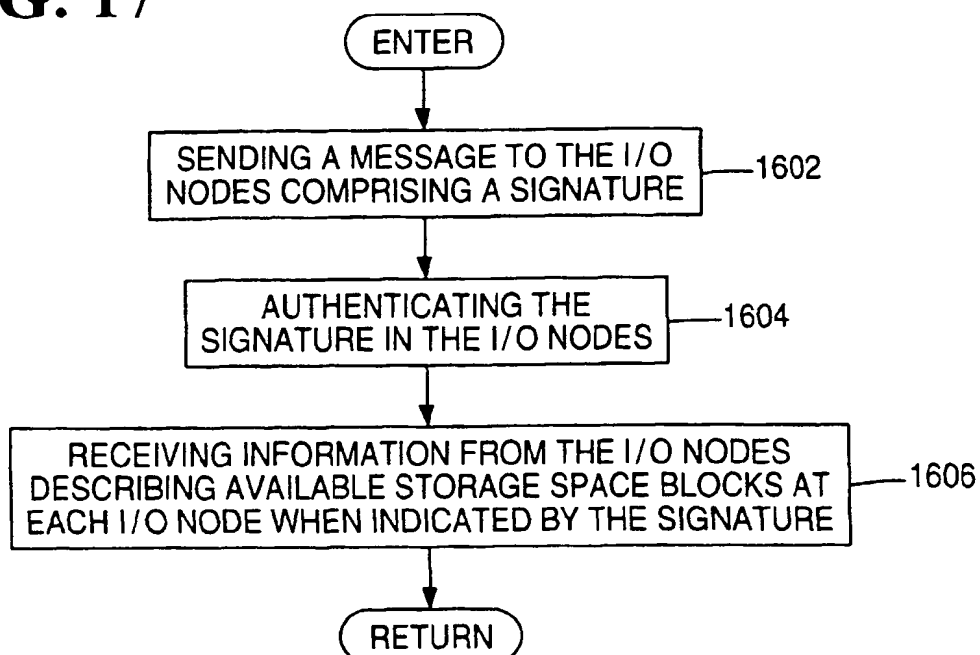 G. 17
ENTER
SENDING A MESSAGE TO THE I/O
NODES COMPRISING A SIGNATURE
1602
AUTHENTICATING THE
SIGNATURE IN THE I/O NODES
1604
RECEIVING INFORMATION FROM THE I/O NODES
DESCRIBING AVAILABLE STORAGE SPACE BLOCKS AT
EACH I/O NODE WHEN INDICATED BY THE SIGNATURE
1606
RETURN